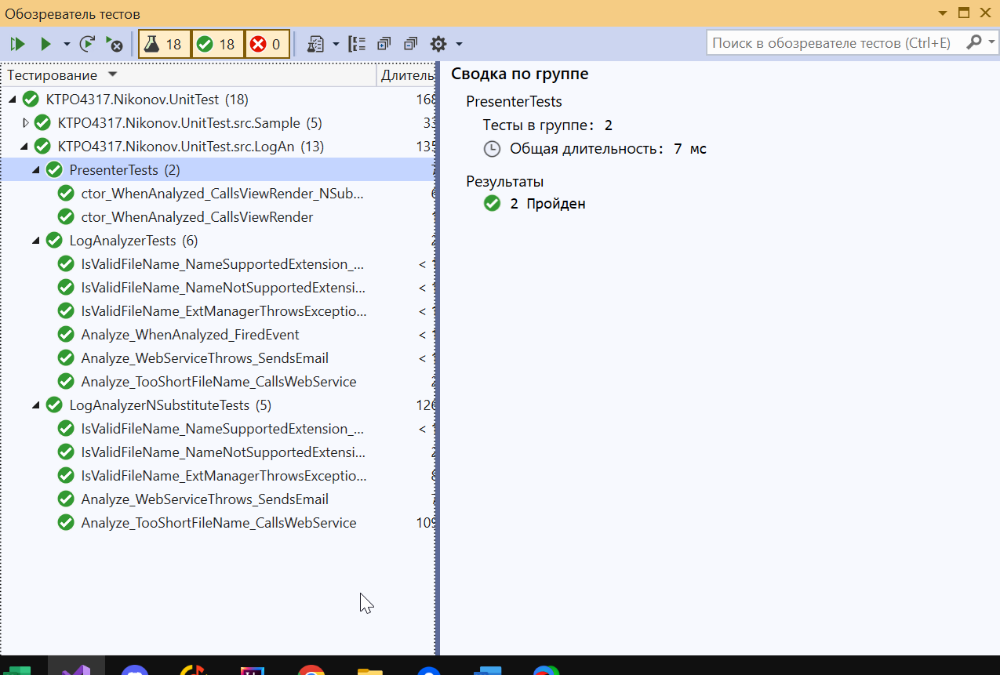 Обозреватель тестов
18 18 0
Поиск в обозревателе тестов (Ctrl+E)
Тестирование Длитель
KTPO4317.Nikonov.UnitTest (18) 168
KTPO4317.Nikonov.UnitTest.src.Sample (5) 33
KTPO4317.Nikonov.UnitTest.src.LogAn (13) 135
PresenterTests (2) 7
ctor_WhenAnalyzed_CallsViewRender_NSub... 6
ctor_WhenAnalyzed_CallsViewRender 1
LogAnalyzerTests (6) 2
IsValidFileName_NameSupportedExtension_... < 1
IsValidFileName_NameNotSupportedExtensi... < 1
IsValidFileName_ExtManagerThrowsExceptio... < 1
Analyze_WhenAnalyzed_FiredEvent < 1
Analyze_WebServiceThrows_SendsEmail < 1
Analyze_TooShortFileName_CallsWebService 2
LogAnalyzerNSubstituteTests (5) 126
IsValidFileName_NameSupportedExtension_... < 1
IsValidFileName_NameNotSupportedExtensi... 2
IsValidFileName_ExtManagerThrowsExceptio... 8
Analyze_WebServiceThrows_SendsEmail 7
Analyze_TooShortFileName_CallsWebService 109
Сводка по группе
PresenterTests
Тесты в группе: 2
Общая длительность: 7 мс
Результаты
2 Пройден